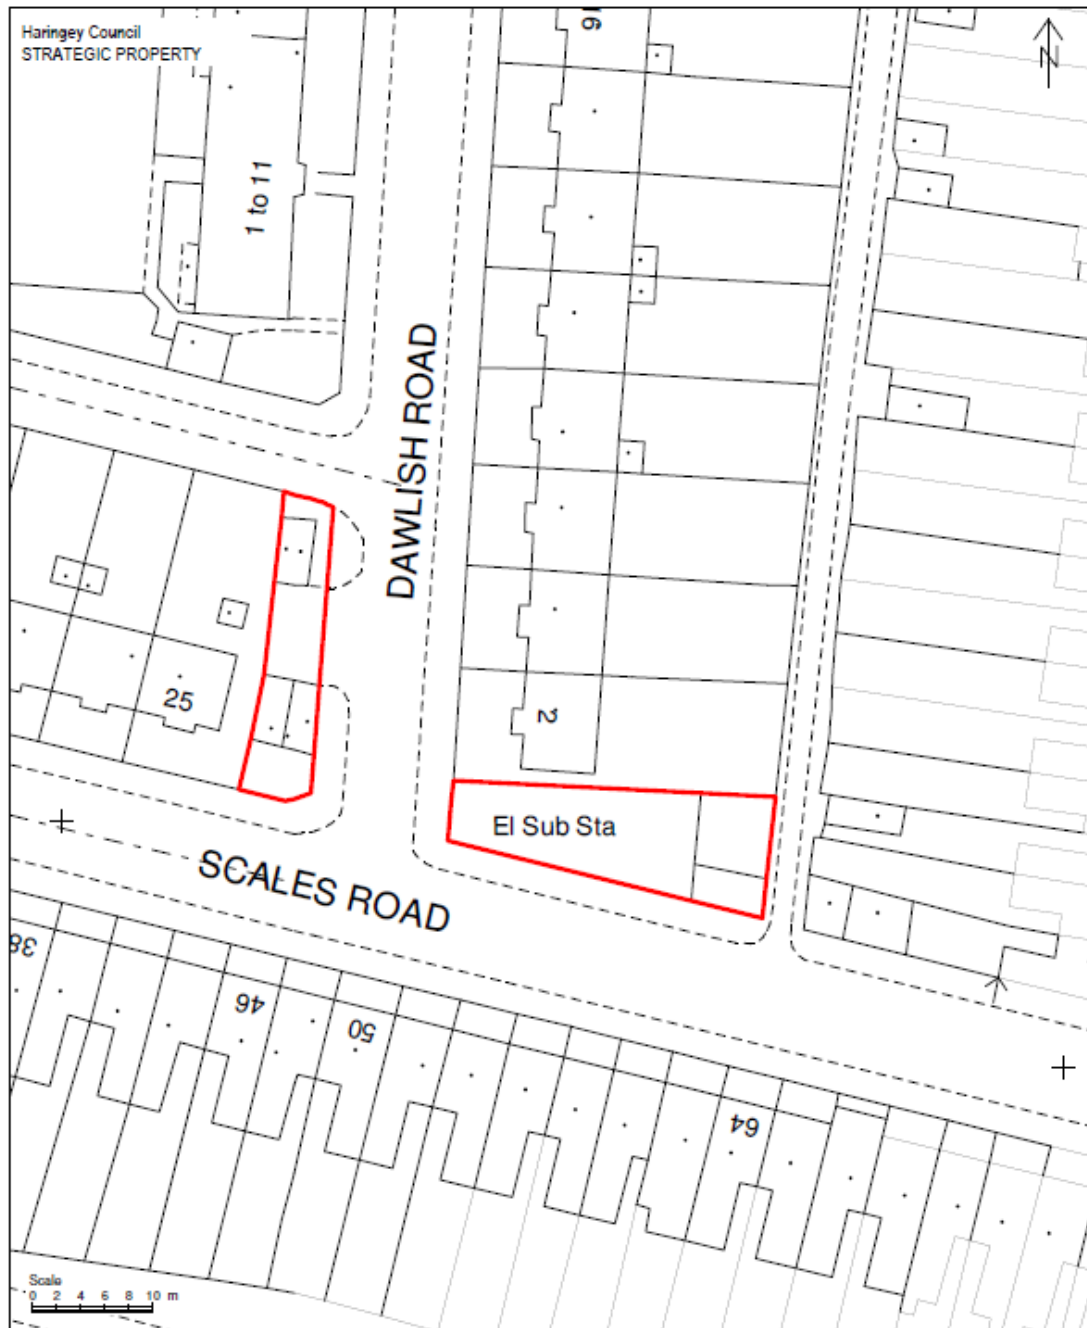 Haringey Council
STRATEGIC PROPERTY
N
1 to 11
DAWLISH ROAD
25
2
El Sub Sta
SCALES ROAD
38
46
50
64
Scale
0 2 4 6 8 10 m